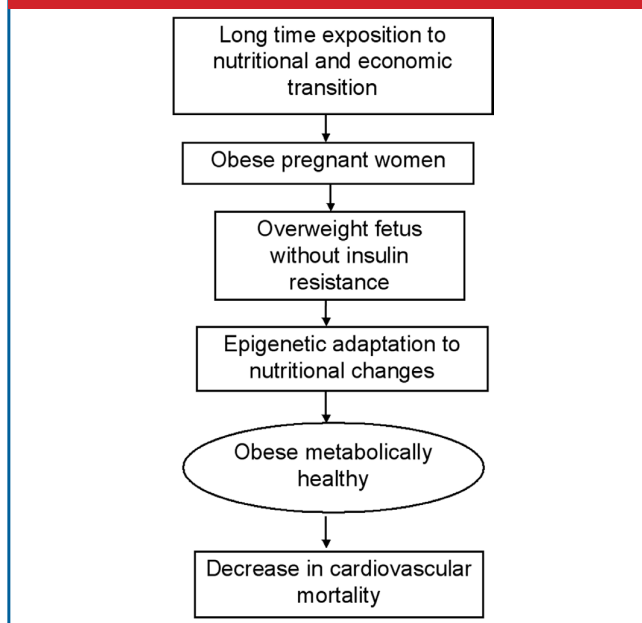 Long time exposition to
nutritional and economic
transition
Obese pregnant women
Overweight fetus
without insulin
resistance
Epigenetic adaptation to
nutritional changes
Obese metabolically
healthy
Decrease in cardiovascular
mortality